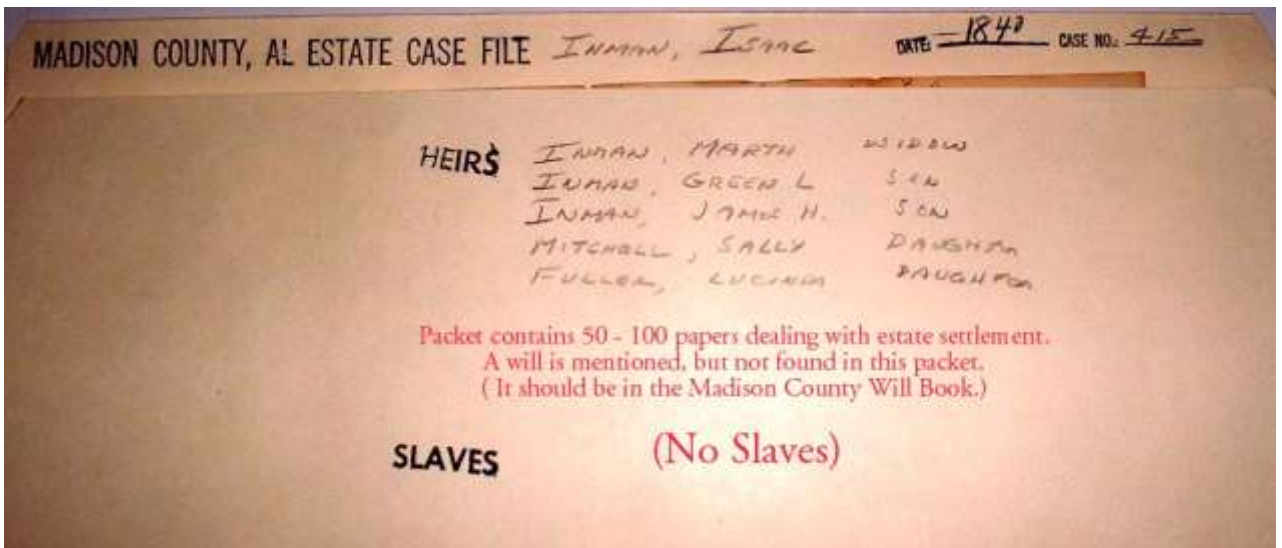 MADISON COUNTY, AL ESTATE CASE FILE INMAN, ISAAC DATE: 1840 CASE NO.: 415
HEIRS INMAN, MARTH WIDOW
INMAN, GREEN L SON
INMAN, JAMES H. SON
MITCHELL, SALLY DAUGHTER
FULLER, LUCINDA DAUGHTER
Packet contains 50 - 100 papers dealing with estate settlement.
A will is mentioned, but not found in this packet.
( It should be in the Madison County Will Book.)
SLAVES (No Slaves)